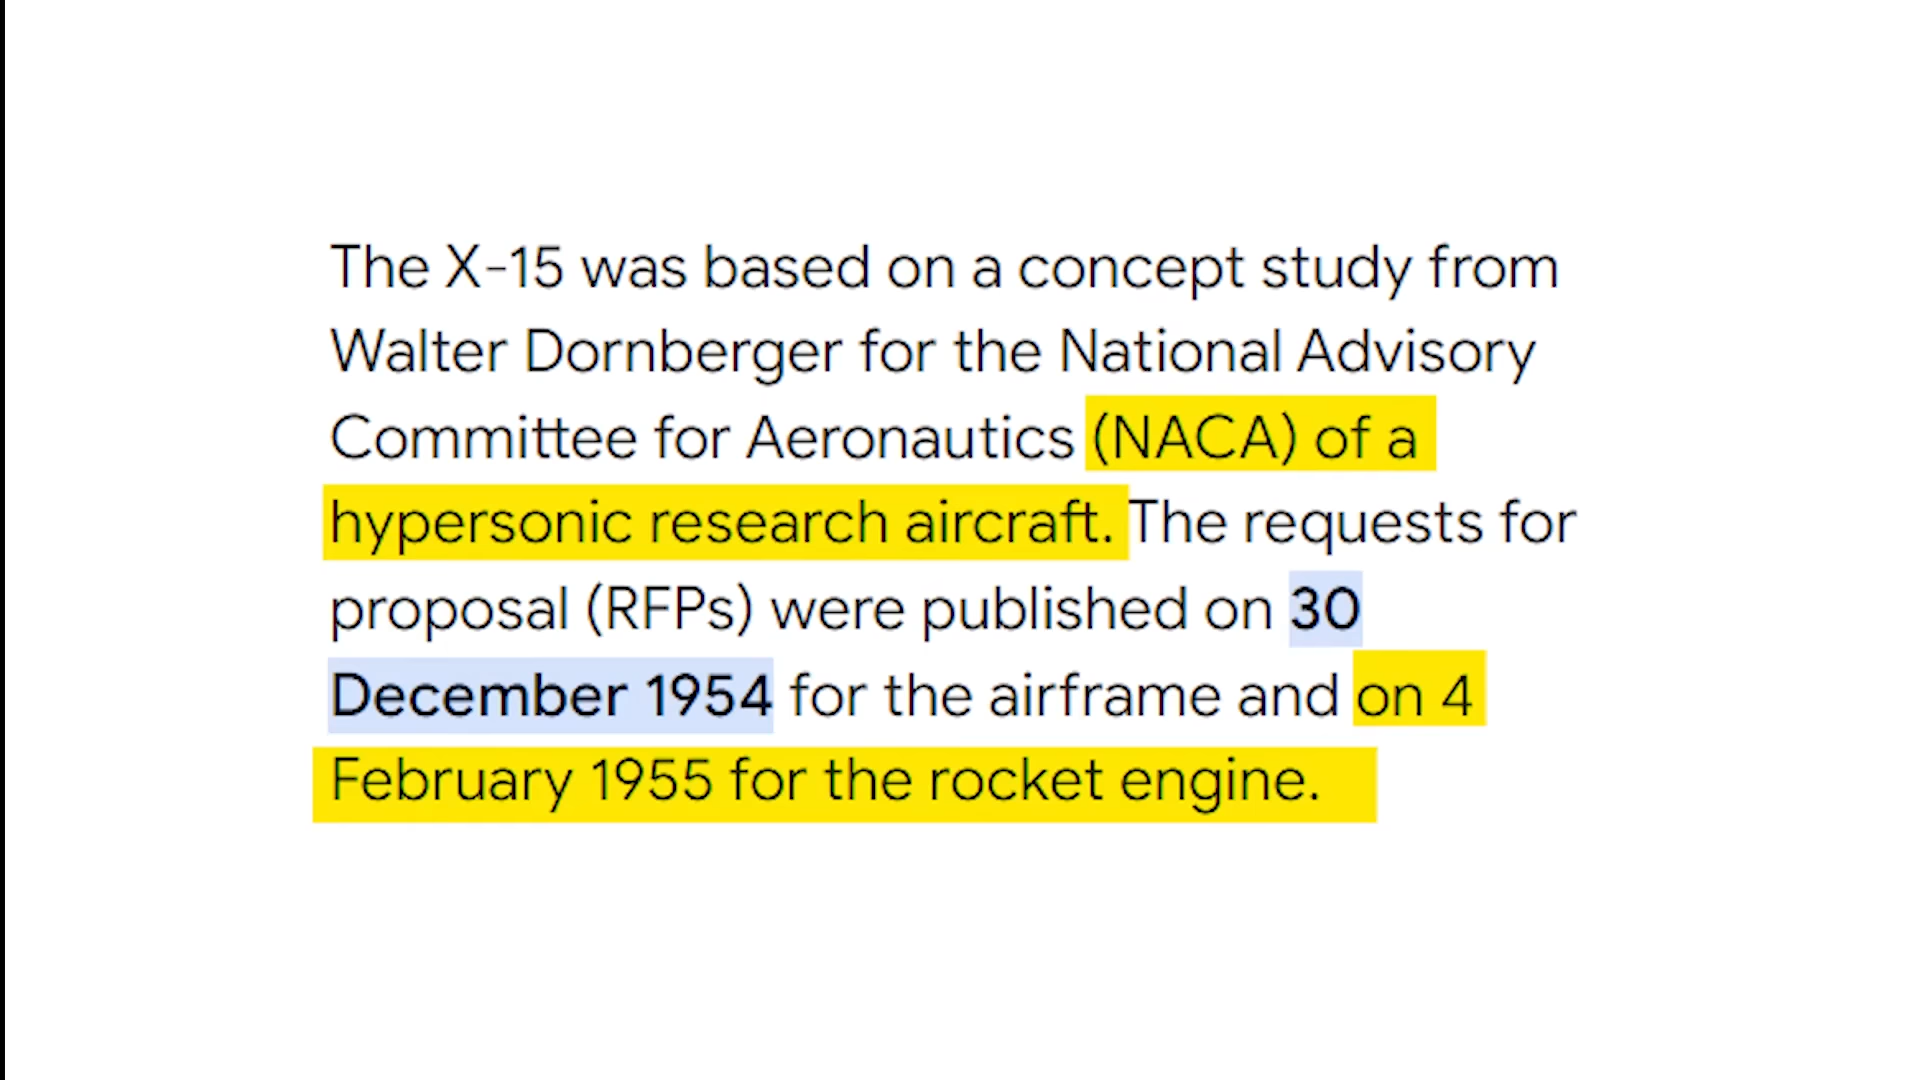 The X-15 was based on a concept study from
Walter Dornberger for the National Advisory
Committee for Aeronautics (NACA) of a
hypersonic research aircraft. The requests for
proposal (RFPs) were published on 30
December 1954 for the airframe and on 4
February 1955 for the rocket engine.